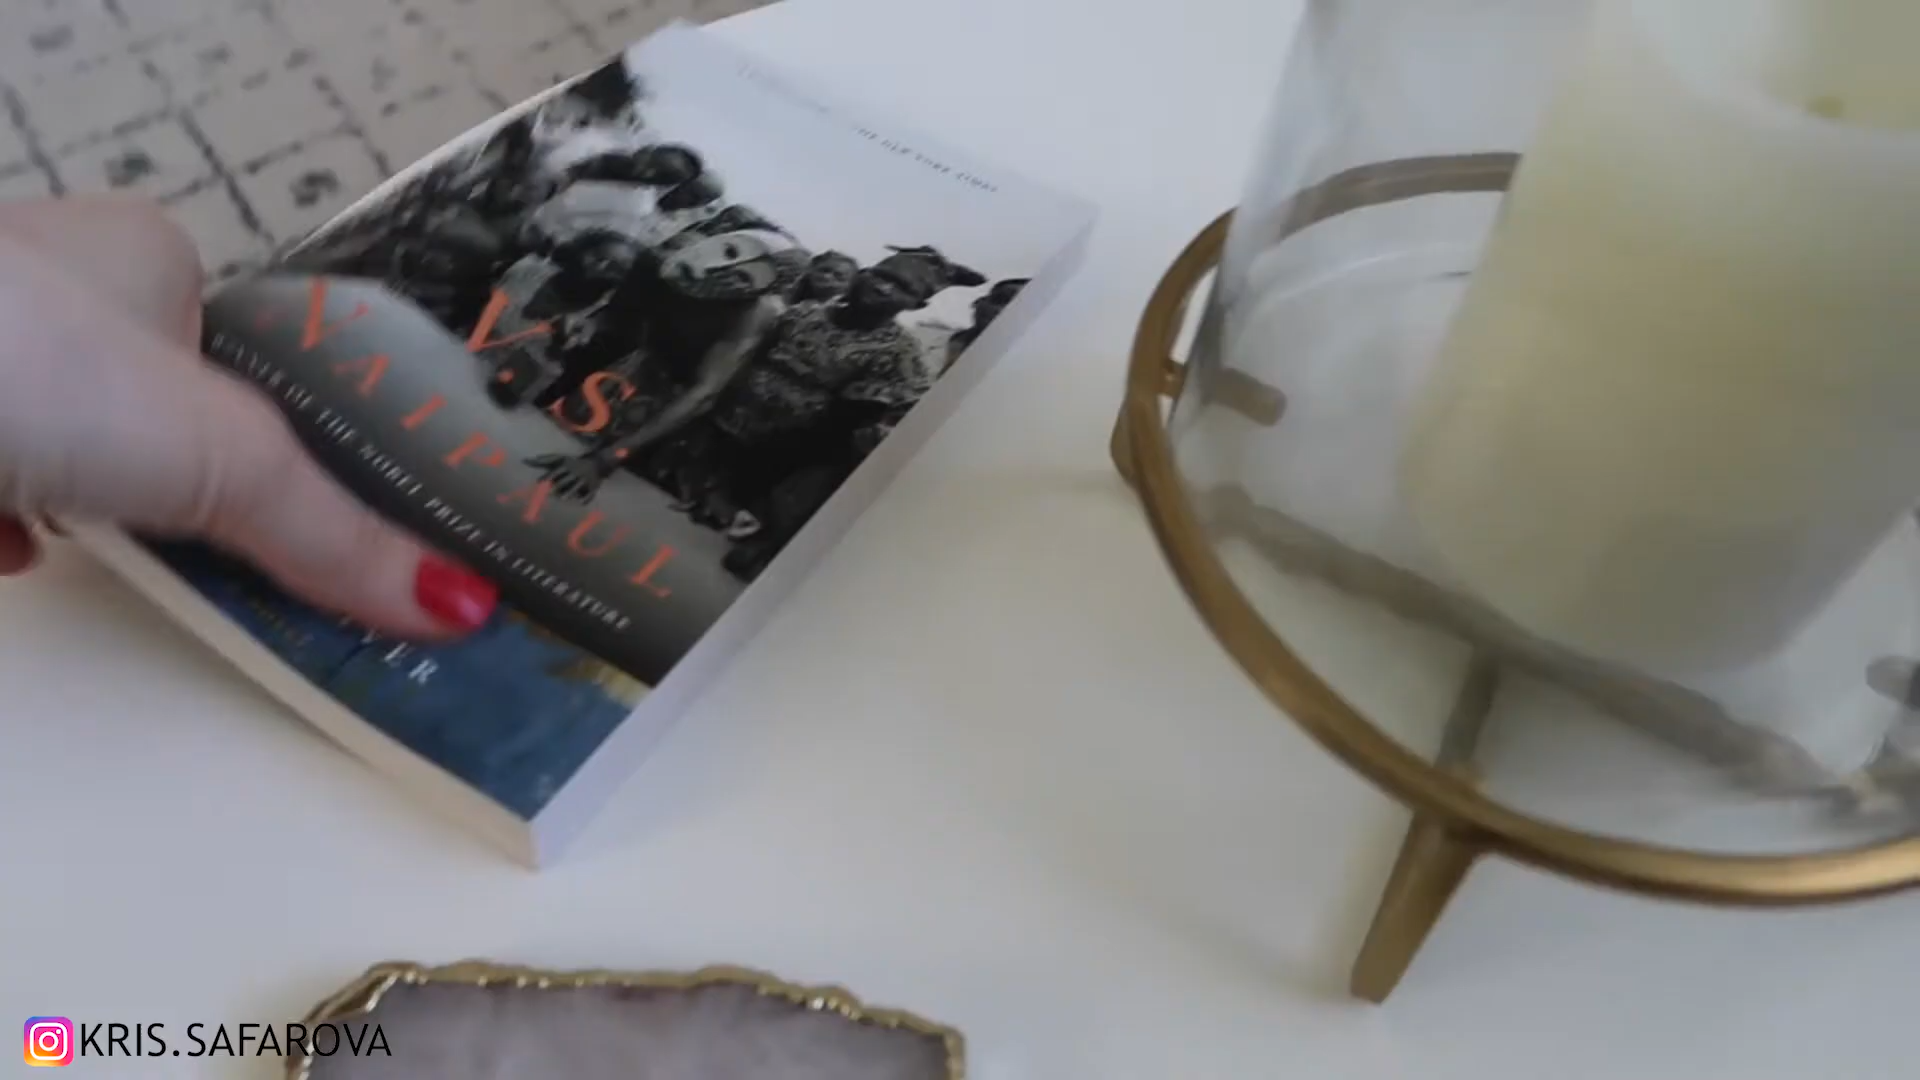 V.S.
NAIPAUL
WINNER OF THE NOBEL PRIZE IN LITERATURE
KRIS.SAFAROVA